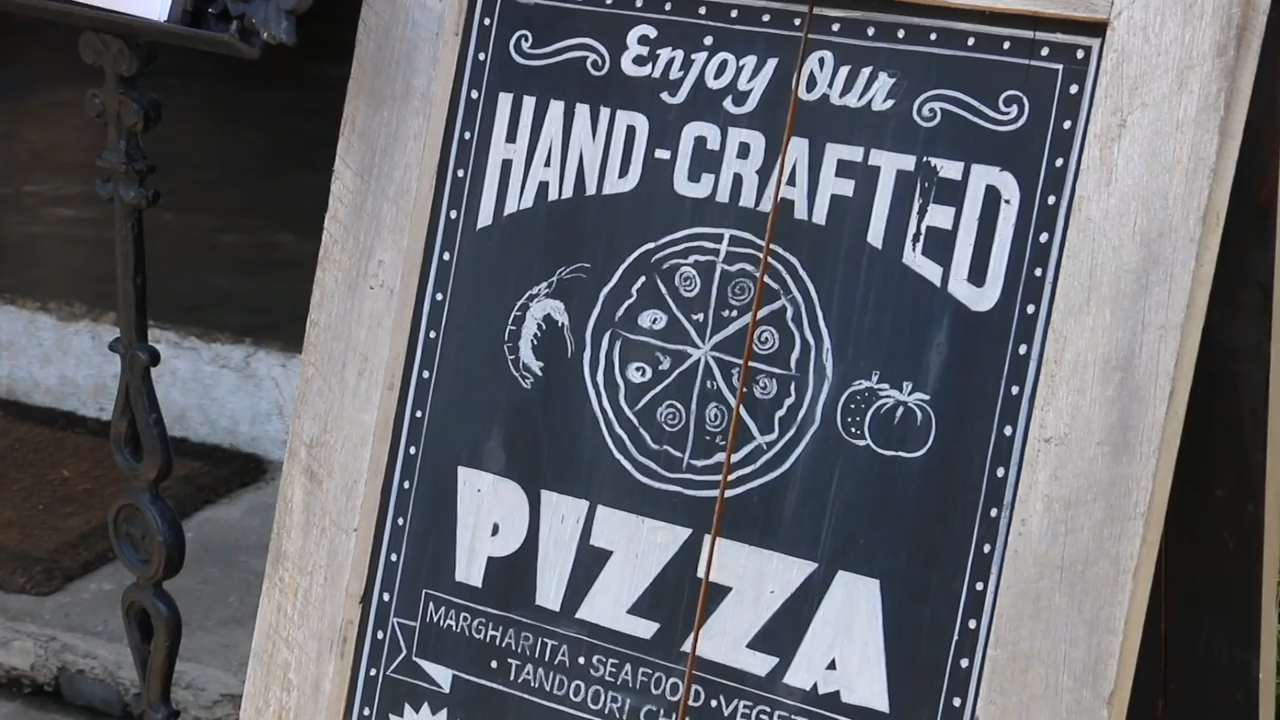 Enjoy Our
HAND-CRAFTED
PIZZA
MARGHARITA • SEAFOOD •
• TANDOORI